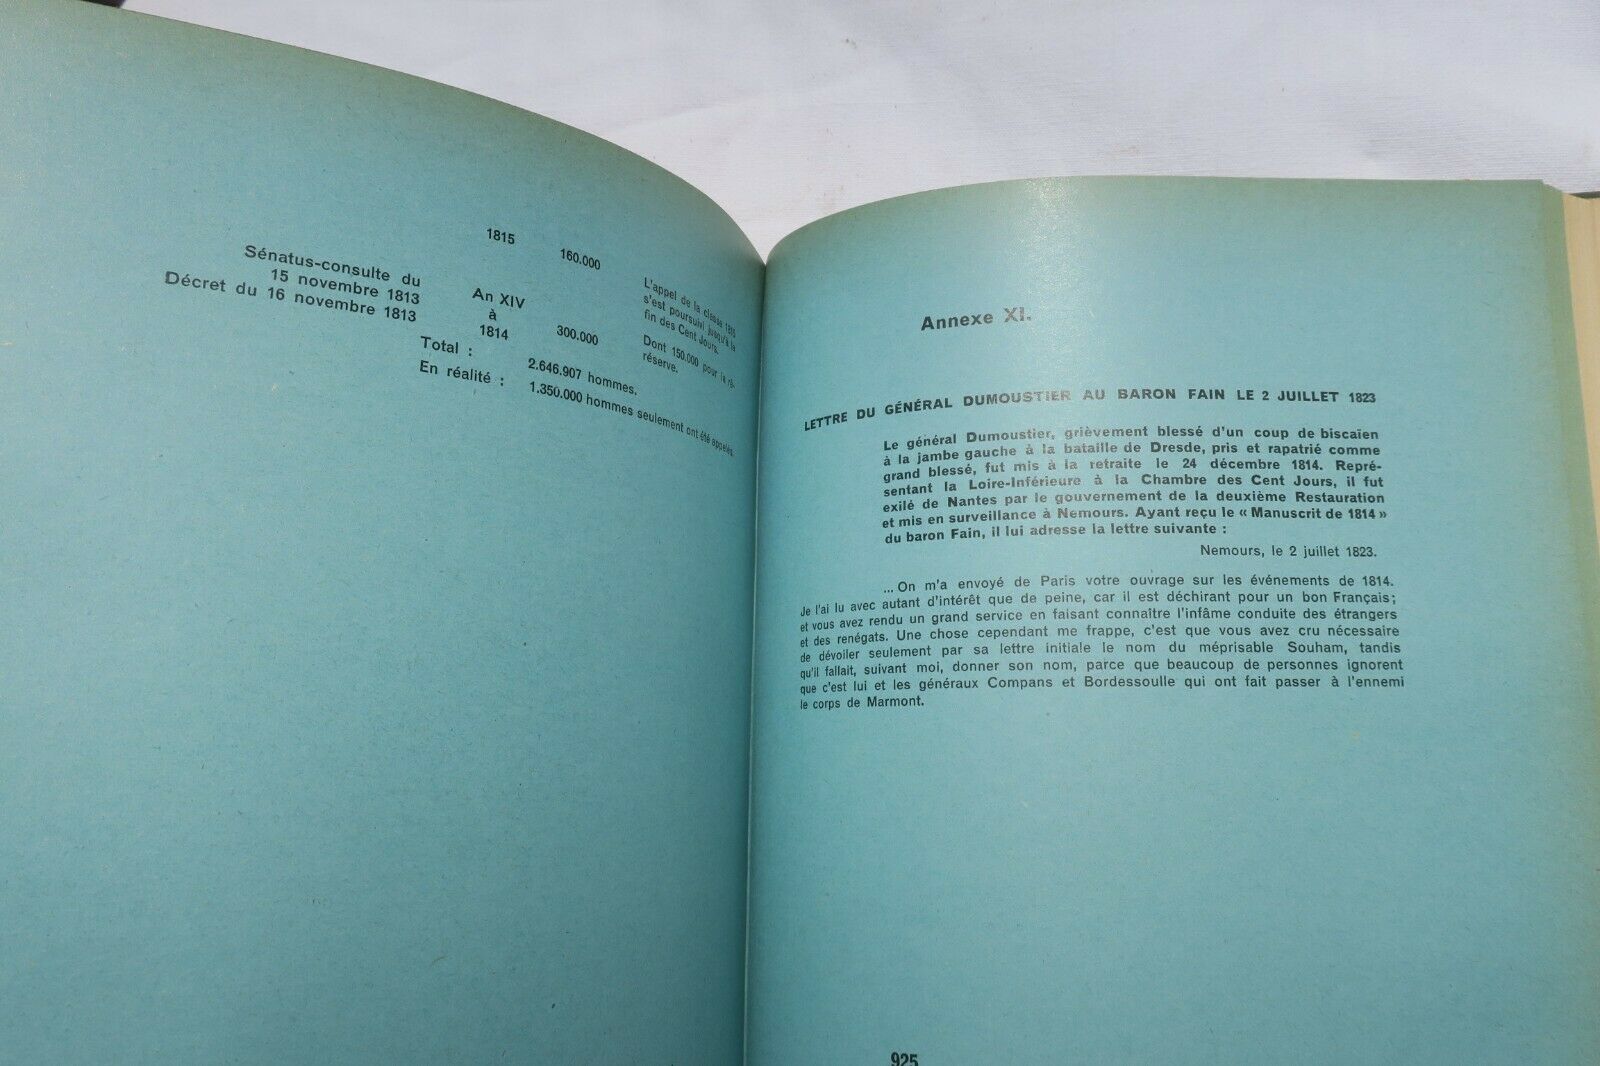 1815 160.000
L'appel de la classe 1815
s'est poursuivi jusqu'à la
fin des Cent Jours.
Sénatus-consulte du
15 novembre 1813
Décret du 16 novembre 1813
An XIV
à
1814
300.000
Dont 150.000 pour la ré-
réserve.
Total : 2.646.907 hommes.
En réalité : 1.350.000 hommes seulement ont été appelés.
Annexe XI.
LETTRE DU GÉNÉRAL DUMOUSTIER AU BARON FAIN LE 2 JUILLET 1823
Le général Dumoustier, grièvement blessé d'un coup de biscaïen
à la jambe gauche à la bataille de Dresde, pris et rapatrié comme
grand blessé, fut mis à la retraite le 24 décembre 1814. Repré-
sentant la Loire-Inférieure à la Chambre des Cent Jours, il fut
exilé de Nantes par le gouvernement de la deuxième Restauration
et mis en surveillance à Nemours. Ayant reçu le « Manuscrit de 1814 »
du baron Fain, il lui adresse la lettre suivante :
Nemours, le 2 juillet 1823.
... On m'a envoyé de Paris votre ouvrage sur les événements de 1814.
Je l'ai lu avec autant d'intérêt que de peine, car il est déchirant pour un bon Français;
et vous avez rendu un grand service en faisant connaître l'infâme conduite des étrangers
et des renégats. Une chose cependant me frappe, c'est que vous avez cru nécessaire
de dévoiler seulement par sa lettre initiale le nom du méprisable Souham, tandis
qu'il fallait, suivant moi, donner son nom, parce que beaucoup de personnes ignorent
que c'est lui et les généraux Compans et Bordessoulle qui ont fait passer à l'ennemi
le corps de Marmont.
925